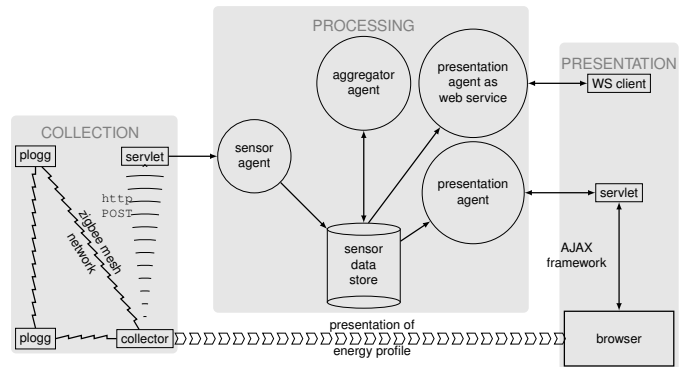 PROCESSING
COLLECTION
PRESENTATION
plogg
servlet
http
POST
zigbee mesh
network
plogg
collector
sensor
agent
aggregator
agent
presentation
agent as
web service
presentation
agent
sensor
data
store
WS client
servlet
AJAX
framework
browser
presentation of
energy profile